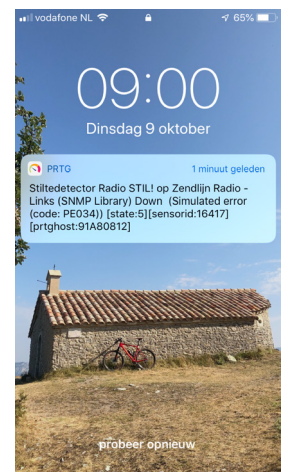 vodafone NL 65%
09:00
Dinsdag 9 oktober
PRTG 1 minuut geleden
Stiltedetector Radio STIL! op Zendlijn Radio -
Links (SNMP Library) Down (Simulated error
(code: PE034)) [state:5][sensorid:16417]
[prtghost:91A80812]
probeer opnieuw